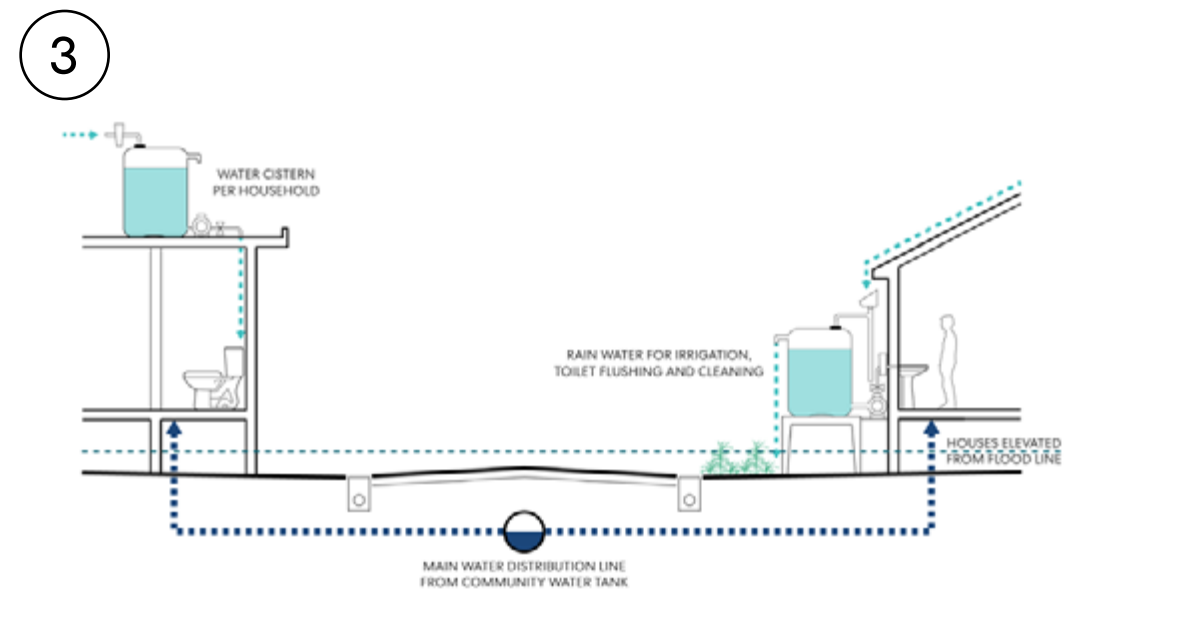 3
WATER CISTERN
PER HOUSEHOLD
RAIN WATER FOR IRRIGATION,
TOILET FLUSHING AND CLEANING
HOUSES ELEVATED
FROM FLOOD LINE
MAIN WATER DISTRIBUTION LINE
FROM COMMUNITY WATER TANK